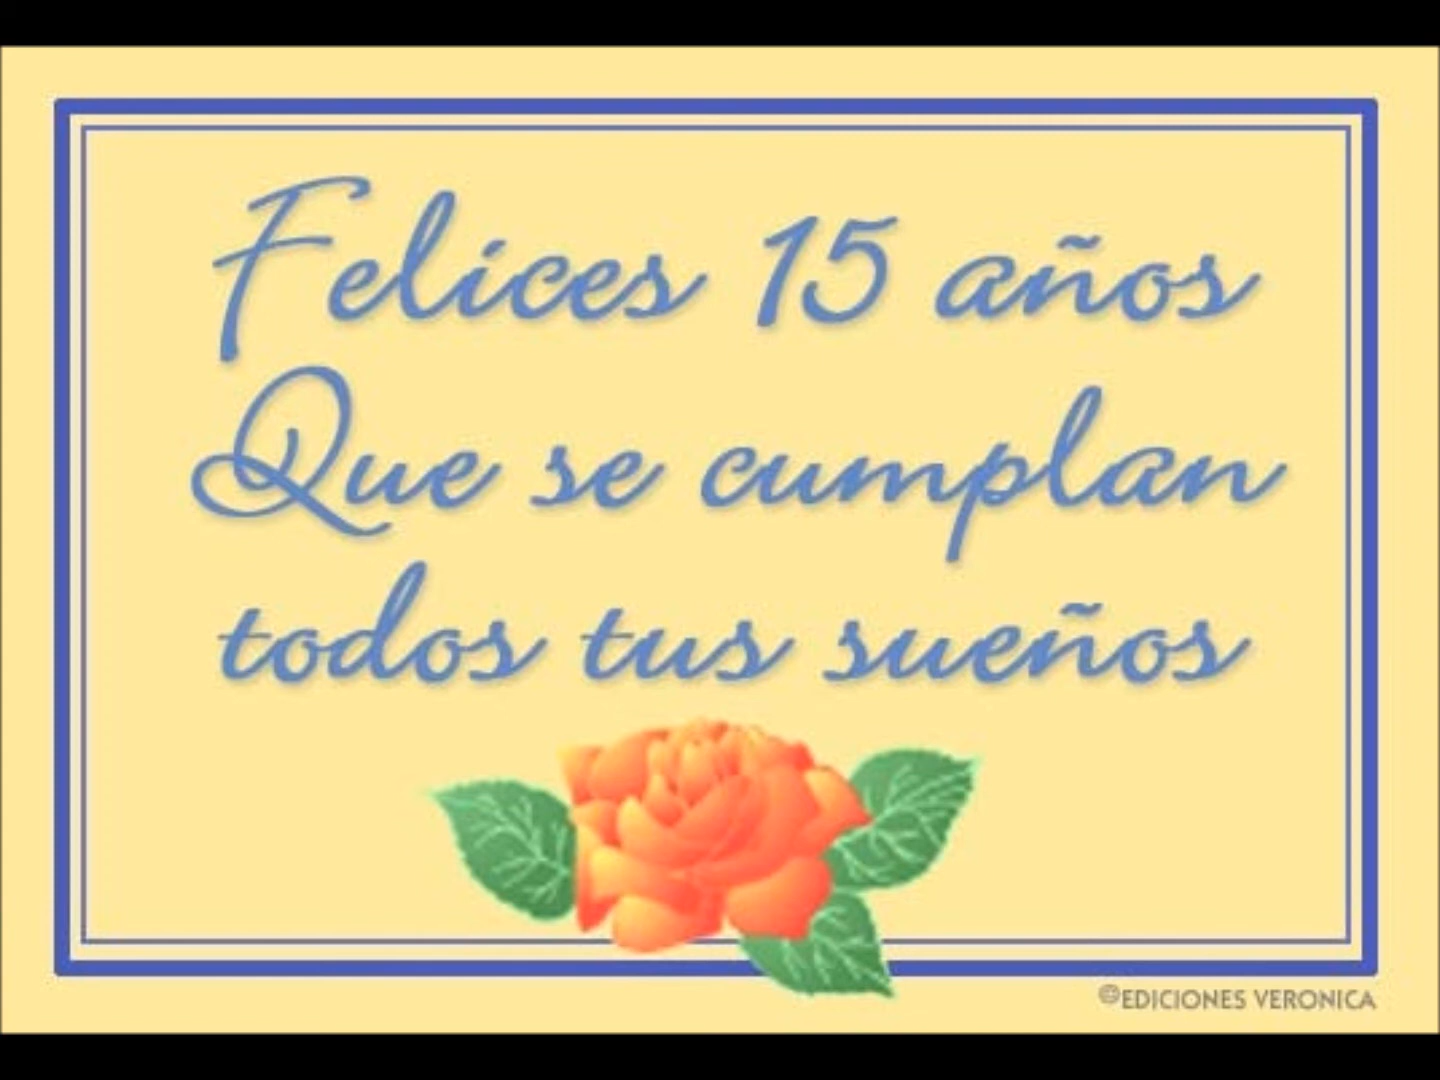 Felices 15 años
Que se cumplan
todos tus sueños
©EDICIONES VERONICA